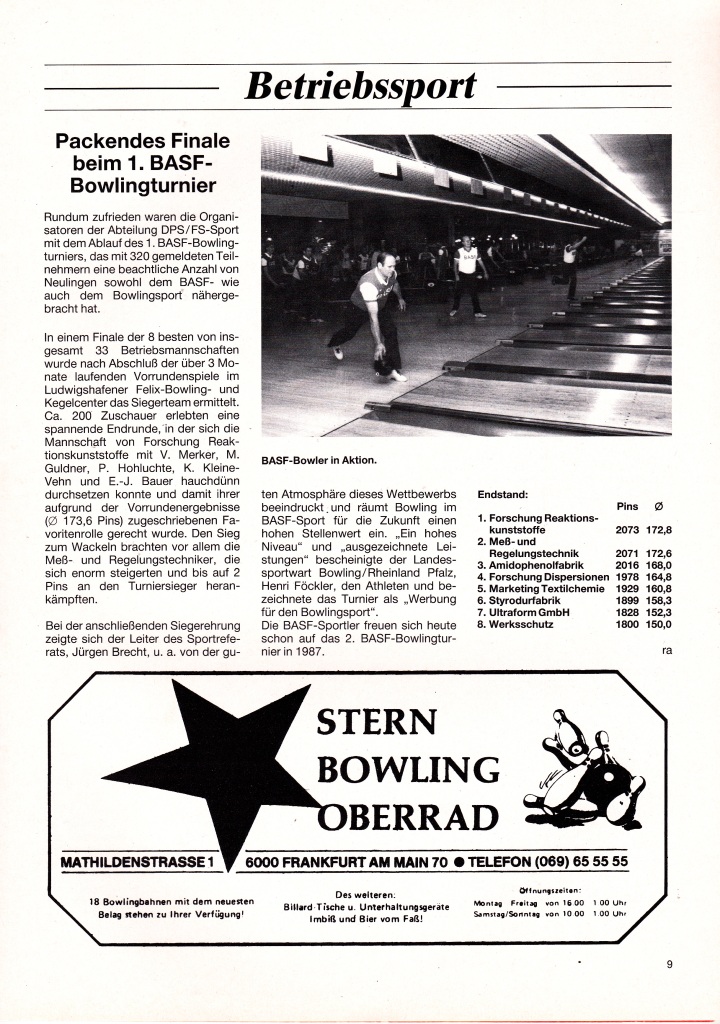 Betriebssport
Packendes Finale
beim 1. BASF-
Bowlingturnier
Rundum zufrieden waren die Organi-
satoren der Abteilung DPS/FS-Sport
mit dem Ablauf des 1. BASF-Bowling-
turniers, das mit 320 gemeldeten Teil-
nehmern eine beachtliche Anzahl von
Neulingen sowohl dem BASF- wie
auch dem Bowlingsport näherge-
bracht hat.
In einem Finale der 8 besten von ins-
gesamt 33 Betriebsmannschaften
wurde nach Abschluß der über 3 Mo-
nate laufenden Vorrundenspiele im
Ludwigshafener Felix-Bowling- und
Kegelcenter das Siegerteam ermittelt.
Ca. 200 Zuschauer erlebten eine
spannende Endrunde, in der sich die
Mannschaft von Forschung Reak-
tionskunststoffe mit V. Merker, M.
Guldner, P. Hohluchte, K. Kleine-
Vehn und E.-J. Bauer hauchdünn
durchsetzen konnte und damit ihrer
aufgrund der Vorrundenergebnisse
(Ø 173,6 Pins) zugeschriebenen Fa-
voritenrolle gerecht wurde. Den Sieg
zum Wackeln brachten vor allem die
Meß- und Regelungstechniker, die
sich enorm steigerten und bis auf 2
Pins an den Turniersieger heran-
kämpften.
Bei der anschließenden Siegerehrung
zeigte sich der Leiter des Sportrefe-
rats, Jürgen Brecht, u. a. von der gu-
BASF-Bowler in Aktion.
ten Atmosphäre dieses Wettbewerbs
beeindruckt und räumt Bowling im
BASF-Sport für die Zukunft einen
hohen Stellenwert ein. „Ein hohes
Niveau“ und „ausgezeichnete Lei-
stungen“ bescheinigte der Landes-
sportwart Bowling/Rheinland Pfalz,
Henri Föckler, den Athleten und be-
zeichnete das Turnier als „Werbung
für den Bowlingsport“.
Die BASF-Sportler freuen sich heute
schon auf das 2. BASF-Bowlingtur-
nier in 1987.
Endstand:
Pins Ø
1. Forschung Reaktions-
kunststoffe 2073 172,8
2. Meß- und
Regelungstechnik 2071 172,6
3. Amidophenolfabrik 2016 168,0
4. Forschung Dispersionen 1978 164,8
5. Marketing Textilchemie 1929 160,8
6. Styrodurfabrik 1899 158,3
7. Ultraform GmbH 1828 152,3
8. Werksschutz 1800 150,0
ra
STERN
BOWLING
OBERRAD
MATHILDENSTRASSE 1 6000 FRANKFURT AM MAIN 70 ● TELEFON (069) 65 55 55
18 Bowlingbahnen mit dem neuesten
Belag stehen zu Ihrer Verfügung!
Des weiteren:
Billard-Tische u. Unterhaltungsgeräte
Imbiß und Bier vom Faß!
Öffnungszeiten:
Montag Freitag von 16.00 1.00 Uhr
Samstag/Sonntag von 10.00 1.00 Uhr
9